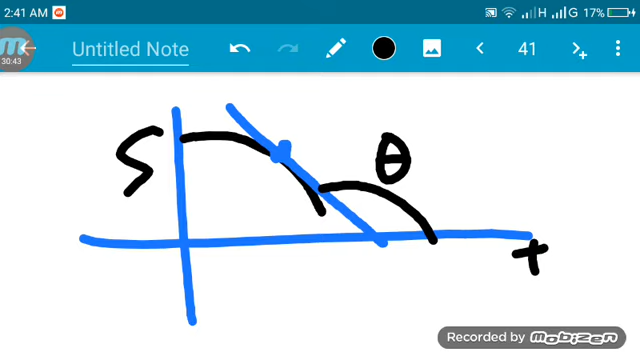 2:41 AM H G 17%
30:43 Untitled Note 41
S θ
t
Recorded by mobizen